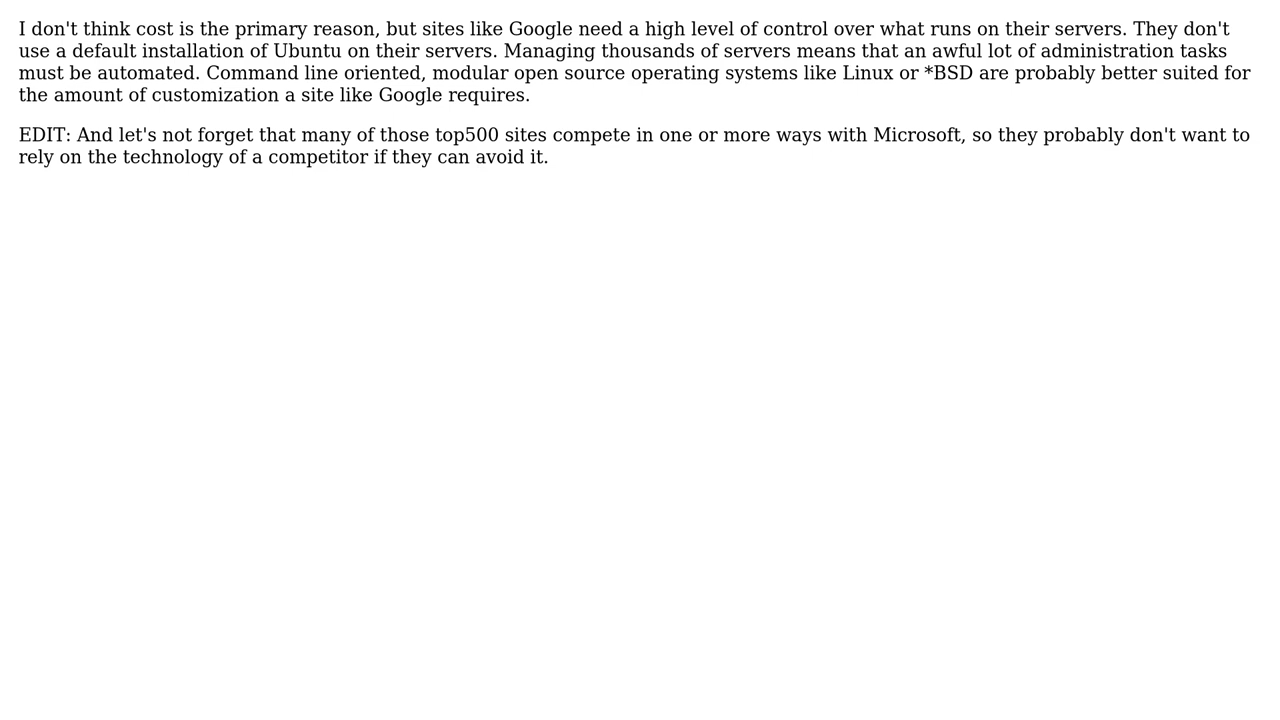 I don't think cost is the primary reason, but sites like Google need a high level of control over what runs on their servers. They don't
use a default installation of Ubuntu on their servers. Managing thousands of servers means that an awful lot of administration tasks
must be automated. Command line oriented, modular open source operating systems like Linux or *BSD are probably better suited for
the amount of customization a site like Google requires.
EDIT: And let's not forget that many of those top500 sites compete in one or more ways with Microsoft, so they probably don't want to
rely on the technology of a competitor if they can avoid it.